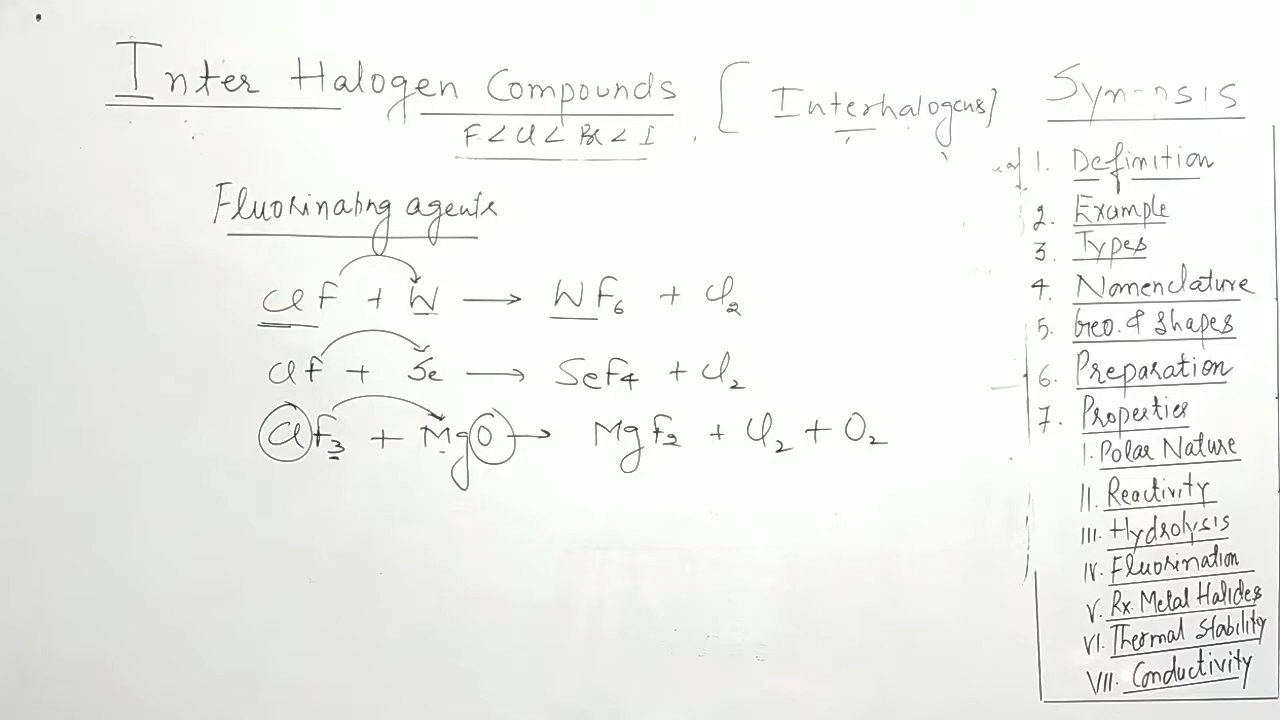 Inter Halogen Compounds [Interhalogens]
F < Cl < Br < I
Fluorinating agents
ClF + W → WF₆ + Cl₂
ClF + Se → SeF₄ + Cl₂
ClF₃ + MgO → MgF₂ + Cl₂ + O₂
Synopsis
1. Definition
2. Example
3. Types
4. Nomenclature
5. Geo. & Shapes
6. Preparation
7. Properties
I. Polar Nature
II. Reactivity
III. Hydrolysis
IV. Fluorination
V. Rx. Metal Halides
VI. Thermal Stability
VII. Conductivity